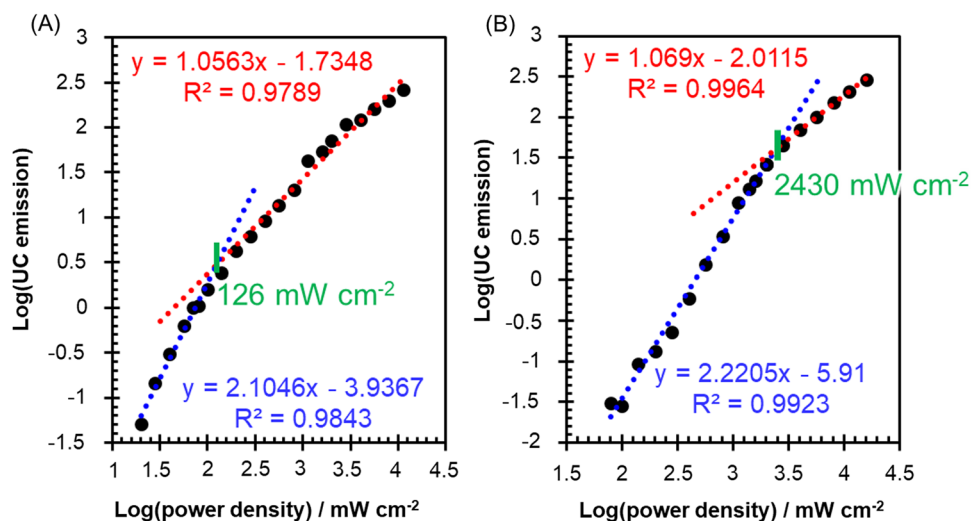 (A)
y = 1.0563x - 1.7348
R² = 0.9789
126 mW cm⁻²
y = 2.1046x - 3.9367
R² = 0.9843
Log(UC emission)
3
2.5
2
1.5
1
0.5
0
-0.5
-1
-1.5
1 1.5 2 2.5 3 3.5 4 4.5
Log(power density) / mW cm⁻²
(B)
y = 1.069x - 2.0115
R² = 0.9964
2430 mW cm⁻²
y = 2.2205x - 5.91
R² = 0.9923
Log(UC emission)
3
2.5
2
1.5
1
0.5
0
-0.5
-1
-1.5
-2
1.5 2 2.5 3 3.5 4 4.5
Log(power density) / mW cm⁻²